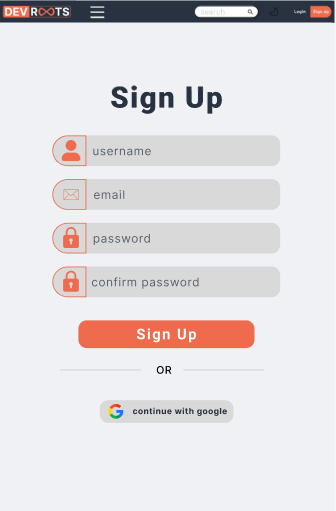 DEV ROOTS
search
Login
Sign up
Sign Up
username
email
password
confirm password
Sign Up
OR
continue with google